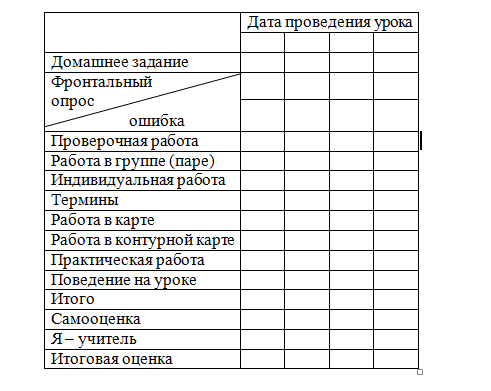 Дата проведения урока
Домашнее задание
Фронтальный
опрос
ошибка
Проверочная работа
Работа в группе (паре)
Индивидуальная работа
Термины
Работа в карте
Работа в контурной карте
Практическая работа
Поведение на уроке
Итого
Самооценка
Я – учитель
Итоговая оценка